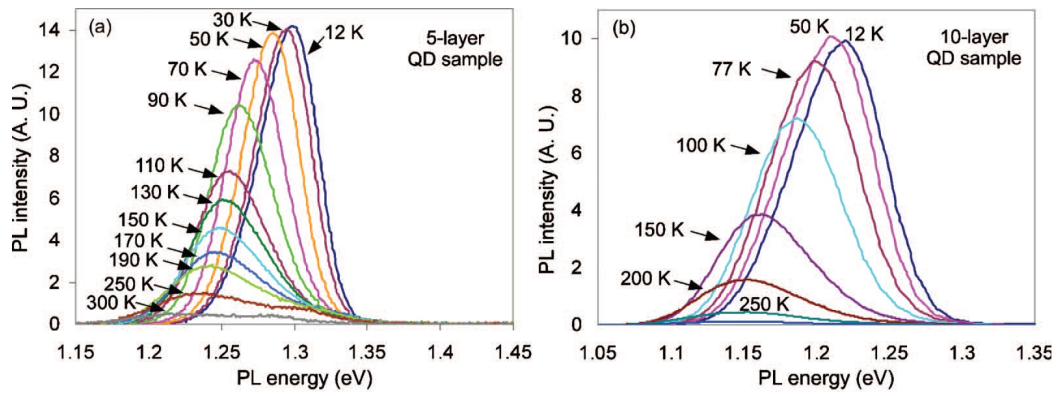 (a)
5-layer
QD sample
30 K
50 K
12 K
70 K
90 K
110 K
130 K
150 K
170 K
190 K
250 K
300 K
PL intensity (A. U.)
14
12
10
8
6
4
2
0
1.15
1.2
1.25
1.3
1.35
1.4
1.45
PL energy (eV)
(b)
10-layer
QD sample
50 K
12 K
77 K
100 K
150 K
200 K
250 K
PL intensity (A. U.)
10
8
6
4
2
0
1.05
1.1
1.15
1.2
1.25
1.3
1.35
PL energy (eV)